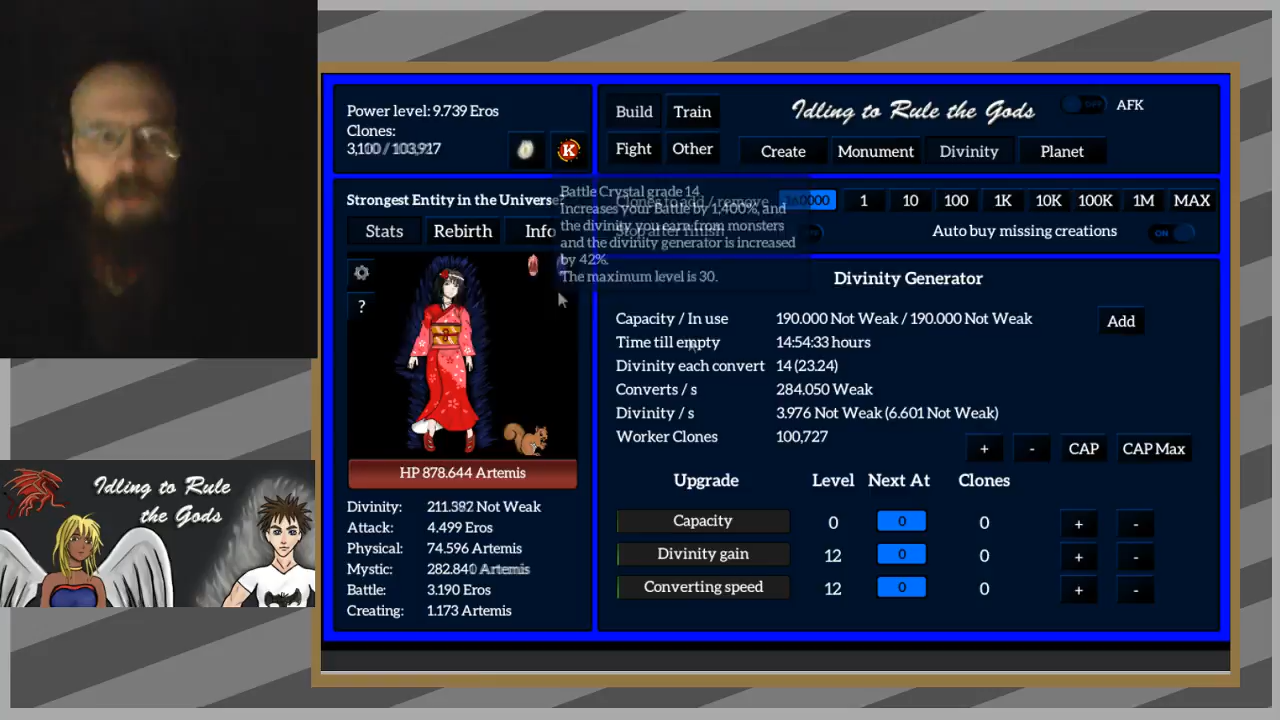 Power level: 9.739 Eros
Clones:
3,100 / 103,917
K
Build
Train
Fight
Other
Idling to Rule the Gods
OFF
AFK
Create
Monument
Divinity
Planet
Strongest Entity in the Universe
Stats
Rebirth
Info
?
Battle Crystal grade 14
Increases your Battle by 1,400%, and
the divinity you earn from monsters
and the divinity generator is increased
by 42%.
The maximum level is 30.
Clones to add / remove
1
10
100
1K
10K
100K
1M
MAX
Stop after finish
Auto buy missing creations
ON
Divinity Generator
Capacity / In use
190.000 Not Weak / 190.000 Not Weak
Add
Time till empty
14:54:33 hours
Divinity each convert
14 (23.24)
Converts / s
284.050 Weak
Divinity / s
3.976 Not Weak (6.601 Not Weak)
Worker Clones
100,727
+
-
CAP
CAP Max
Upgrade
Level
Next At
Clones
Capacity
0
0
0
+
-
Divinity gain
12
0
0
+
-
Converting speed
12
0
0
+
-
HP 878.644 Artemis
Divinity: 211.392 Not Weak
Attack: 4.499 Eros
Physical: 74.596 Artemis
Mystic: 282.840 Artemis
Battle: 3.190 Eros
Creating: 1.173 Artemis
Idling to Rule
the Gods